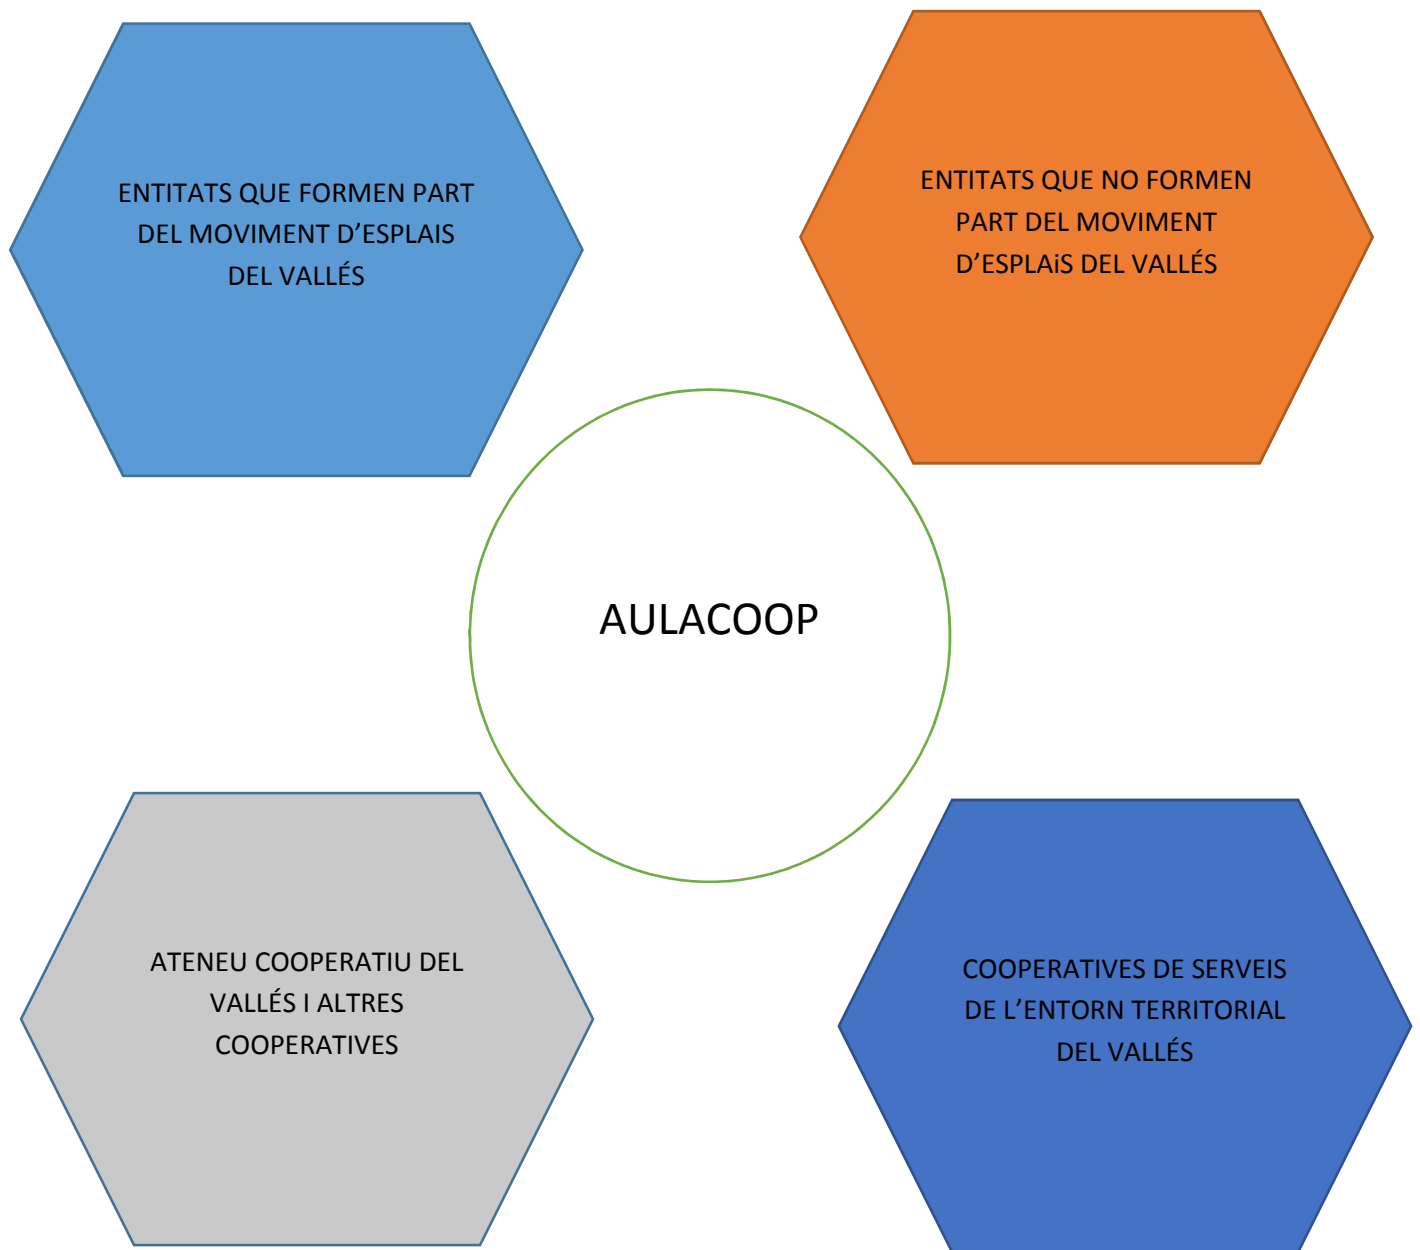 ENTITATS QUE FORMEN PART
DEL MOVIMENT D’ESPLAIS
DEL VALLÉS
ENTITATS QUE NO FORMEN
PART DEL MOVIMENT
D’ESPLAiS DEL VALLÉS
AULACOOP
ATENEU COOPERATIU DEL
VALLÉS I ALTRES
COOPERATIVES
COOPERATIVES DE SERVEIS
DE L’ENTORN TERRITORIAL
DEL VALLÉS